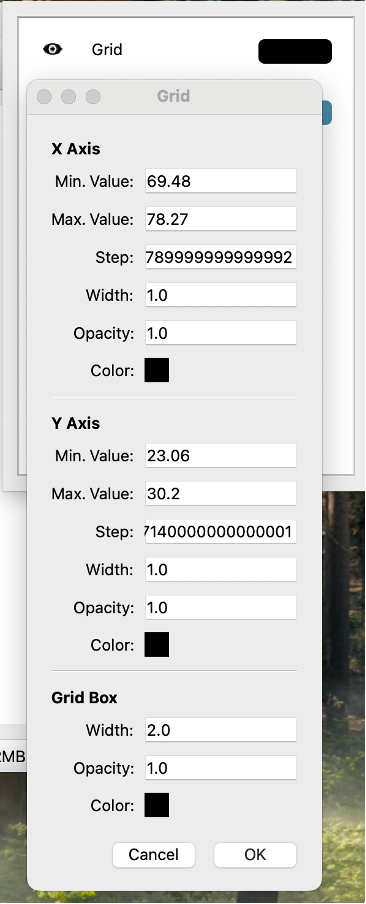 Grid
Grid
X Axis
Min. Value: 69.48
Max. Value: 78.27
Step: 789999999999992
Width: 1.0
Opacity: 1.0
Color:
Y Axis
Min. Value: 23.06
Max. Value: 30.2
Step: 7140000000000001
Width: 1.0
Opacity: 1.0
Color:
Grid Box
Width: 2.0
Opacity: 1.0
Color:
2MB
Cancel OK